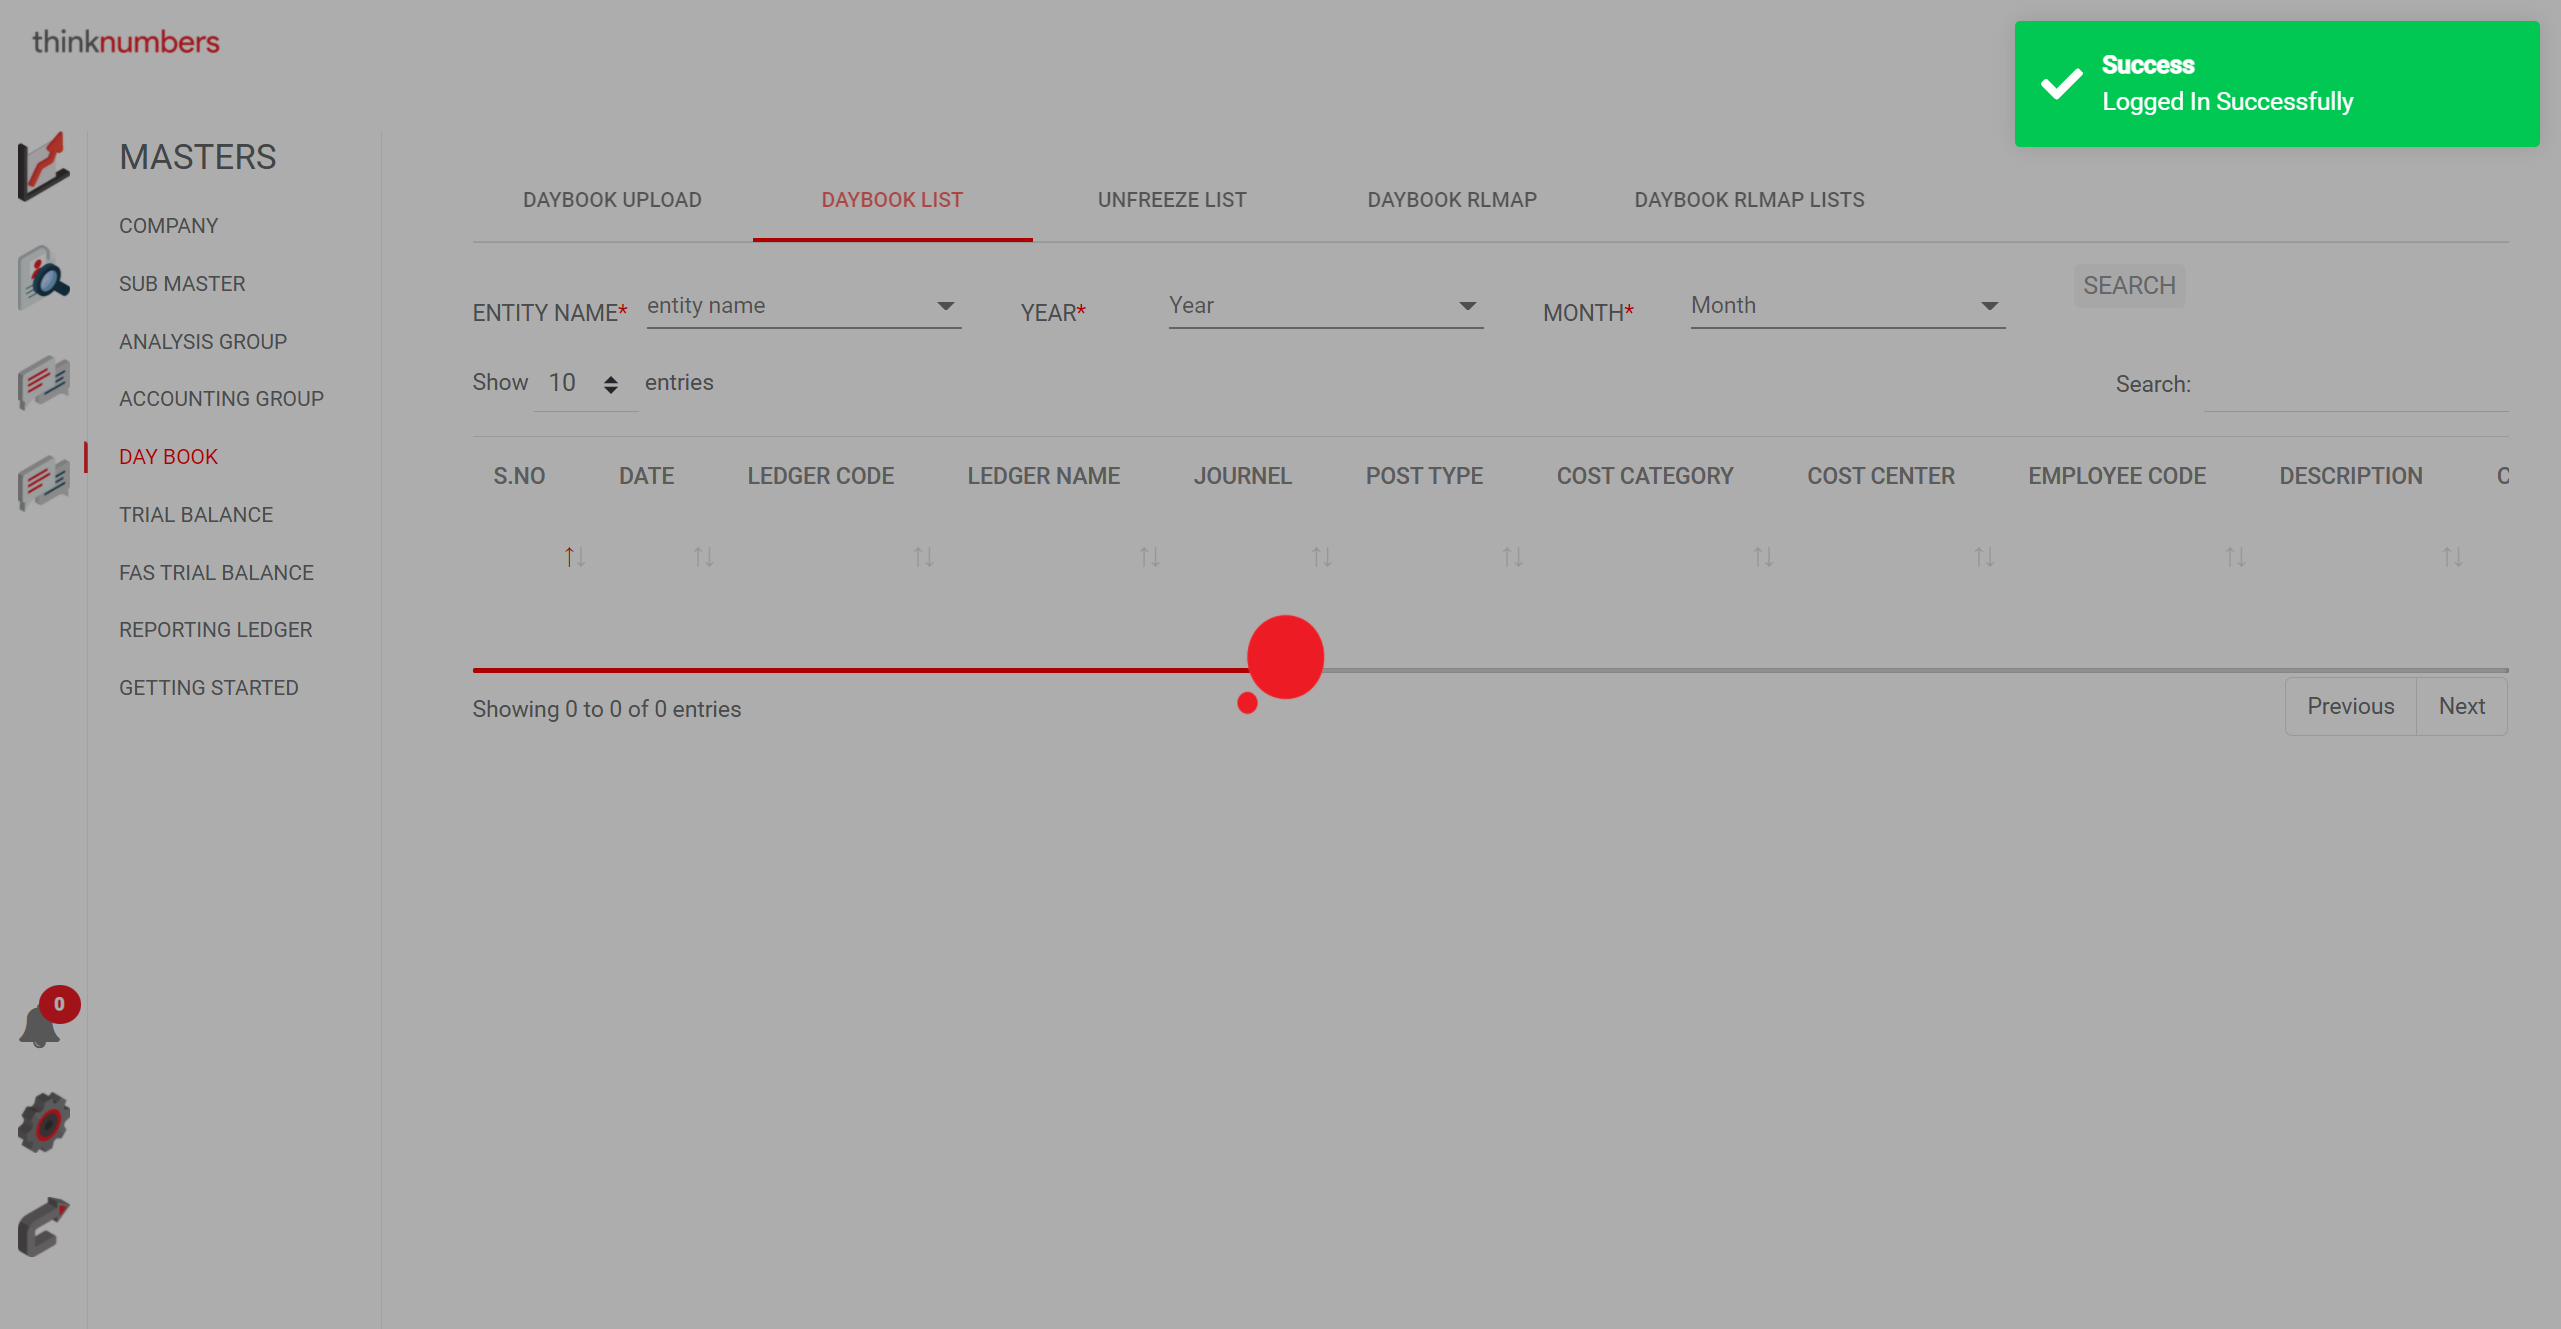 thinknumbers
Success
Logged In Successfully
MASTERS
COMPANY
SUB MASTER
ANALYSIS GROUP
ACCOUNTING GROUP
DAY BOOK
TRIAL BALANCE
FAS TRIAL BALANCE
REPORTING LEDGER
GETTING STARTED
0
DAYBOOK UPLOAD DAYBOOK LIST UNFREEZE LIST DAYBOOK RLMAP DAYBOOK RLMAP LISTS
ENTITY NAME* entity name YEAR* Year MONTH* Month SEARCH
Show 10 entries Search:
S.NO DATE LEDGER CODE LEDGER NAME JOURNEL POST TYPE COST CATEGORY COST CENTER EMPLOYEE CODE DESCRIPTION
Showing 0 to 0 of 0 entries Previous Next